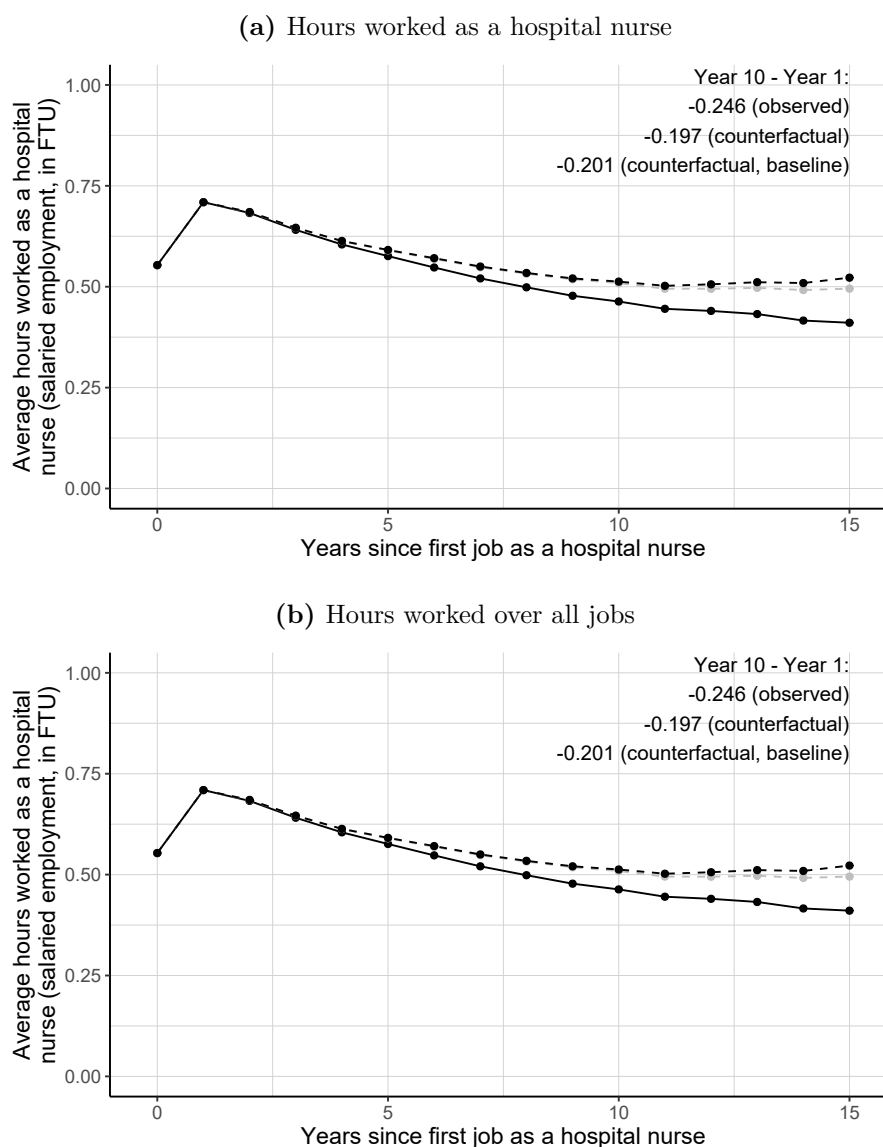 (a) Hours worked as a hospital nurse
Year 10 - Year 1:
-0.246 (observed)
-0.197 (counterfactual)
-0.201 (counterfactual, baseline)
Average hours worked as a hospital
nurse (salaried employment, in FTU)
1.00
0.75
0.50
0.25
0.00
0 5 10 15
Years since first job as a hospital nurse
(b) Hours worked over all jobs
Year 10 - Year 1:
-0.246 (observed)
-0.197 (counterfactual)
-0.201 (counterfactual, baseline)
Average hours worked as a hospital
nurse (salaried employment, in FTU)
1.00
0.75
0.50
0.25
0.00
0 5 10 15
Years since first job as a hospital nurse